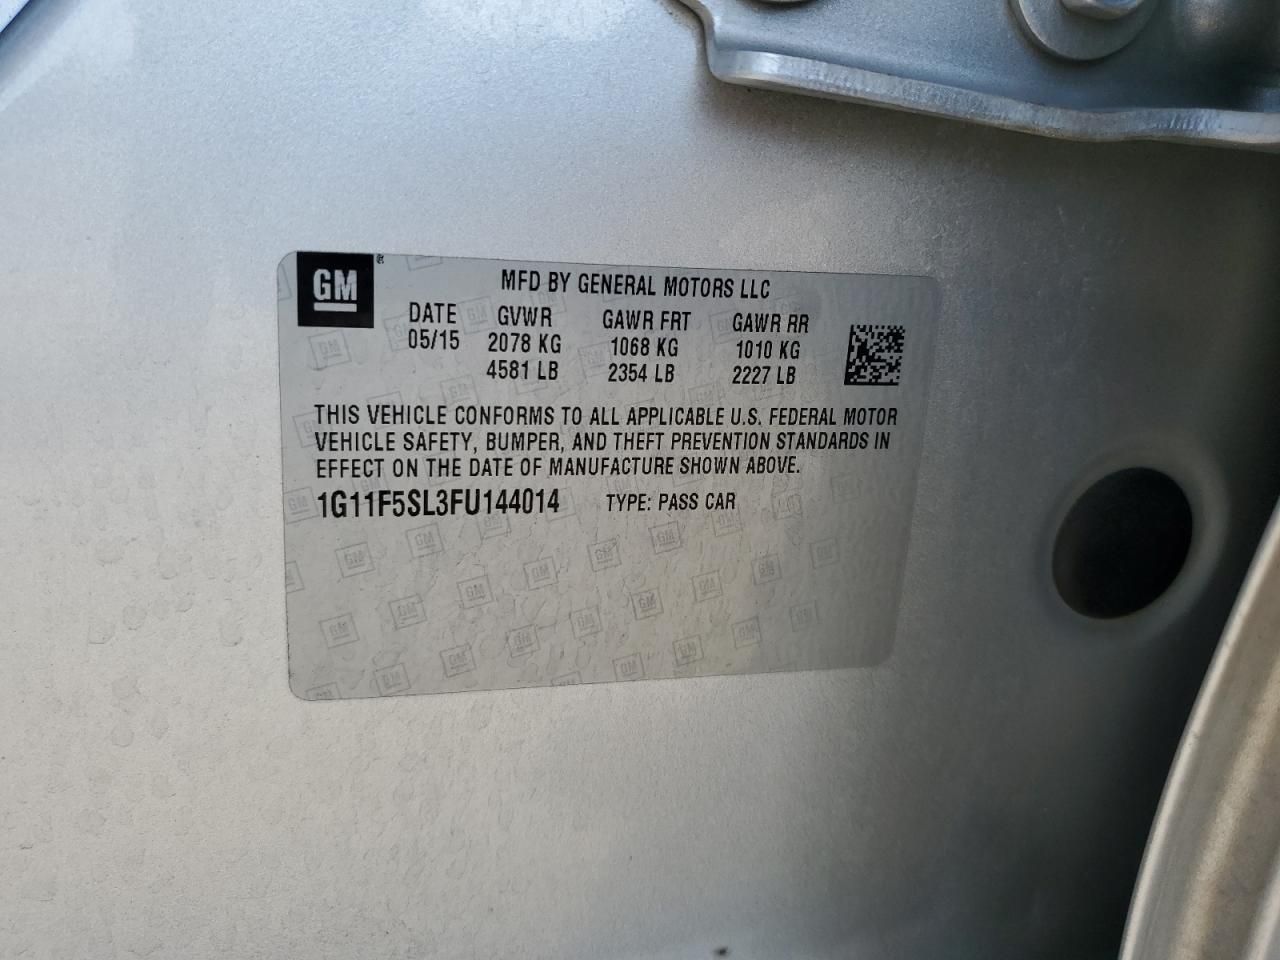 GM®
MFD BY GENERAL MOTORS LLC
DATE GVWR GAWR FRT GAWR RR
05/15 2078 KG 1068 KG 1010 KG
4581 LB 2354 LB 2227 LB
THIS VEHICLE CONFORMS TO ALL APPLICABLE U.S. FEDERAL MOTOR
VEHICLE SAFETY, BUMPER, AND THEFT PREVENTION STANDARDS IN
EFFECT ON THE DATE OF MANUFACTURE SHOWN ABOVE.
1G11F5SL3FU144014 TYPE: PASS CAR